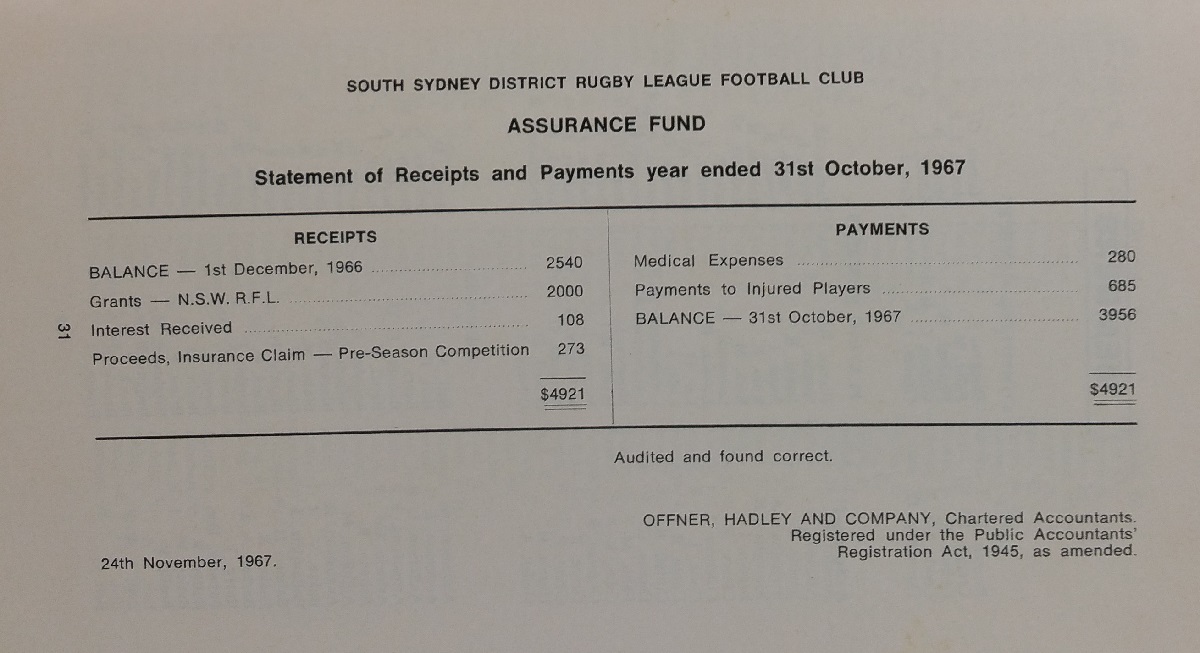 SOUTH SYDNEY DISTRICT RUGBY LEAGUE FOOTBALL CLUB
ASSURANCE FUND
Statement of Receipts and Payments year ended 31st October, 1967
RECEIPTS
BALANCE — 1st December, 1966 2540
Grants — N.S.W. R.F.L. 2000
Interest Received 108
Proceeds, Insurance Claim — Pre-Season Competition 273
$4921
PAYMENTS
Medical Expenses 280
Payments to Injured Players 685
BALANCE — 31st October, 1967 3956
$4921
Audited and found correct.
OFFNER, HADLEY AND COMPANY, Chartered Accountants.
Registered under the Public Accountants'
Registration Act, 1945, as amended.
24th November, 1967.
31